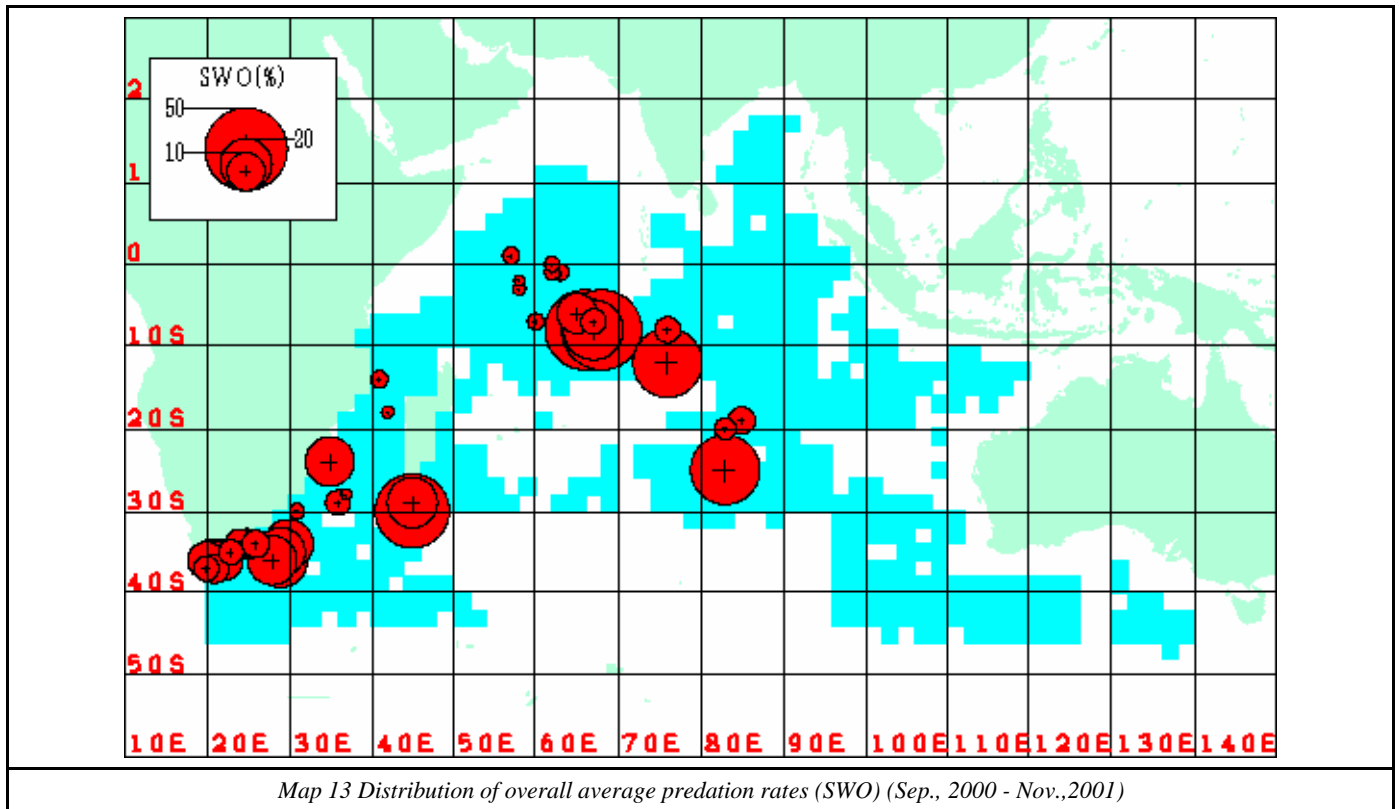 SWO(%)
50
20
10
2
1
0
10S
20S
30S
40S
50S
10E 20E 30E 40E 50E 60E 70E 80E 90E 100E 110E 120E 130E 140E
Map 13 Distribution of overall average predation rates (SWO) (Sep., 2000 - Nov.,2001)